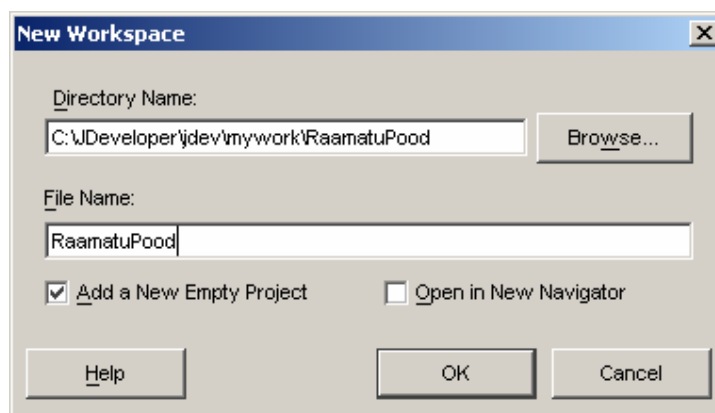 New Workspace
Directory Name:
C:\JDeveloper\jdev\mywork\RaamatuPood
Browse...
File Name:
RaamatuPood
Add a New Empty Project
Open in New Navigator
Help
OK
Cancel